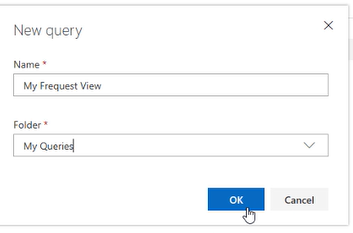 New query
Name *
My Frequest View
Folder *
My Queries
OK
Cancel